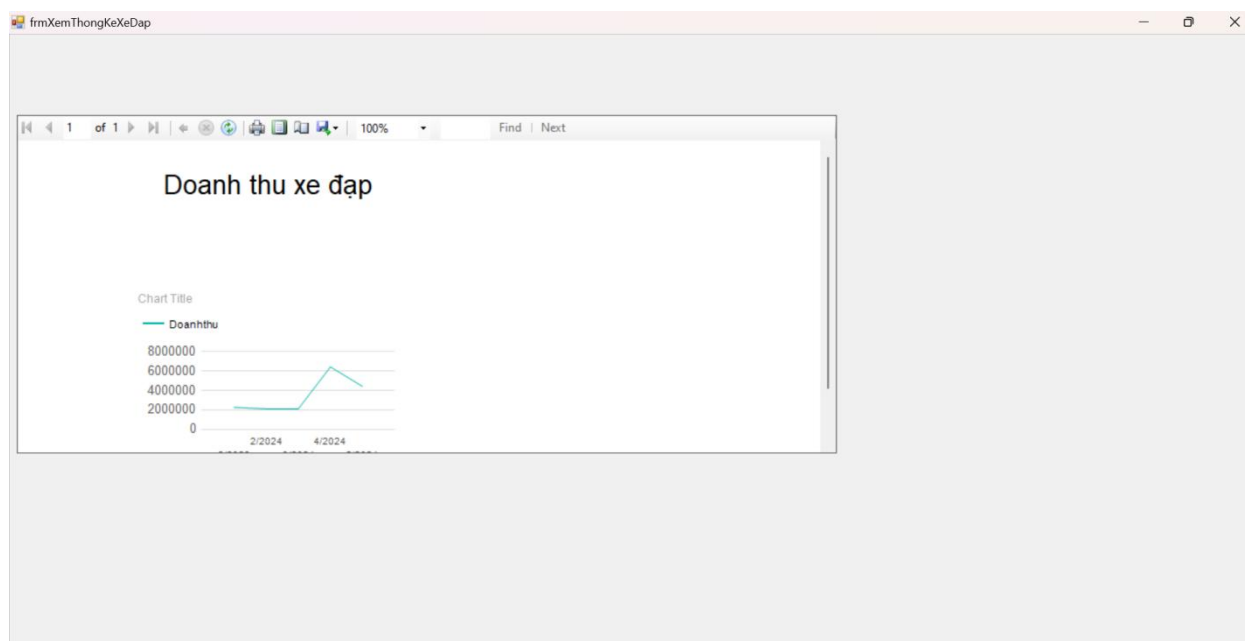 frmXemThongKeXeDap
1 of 1 100% Find | Next
Doanh thu xe đạp
Chart Title
Doanhthu
8000000
6000000
4000000
2000000
0
2/2024 4/2024